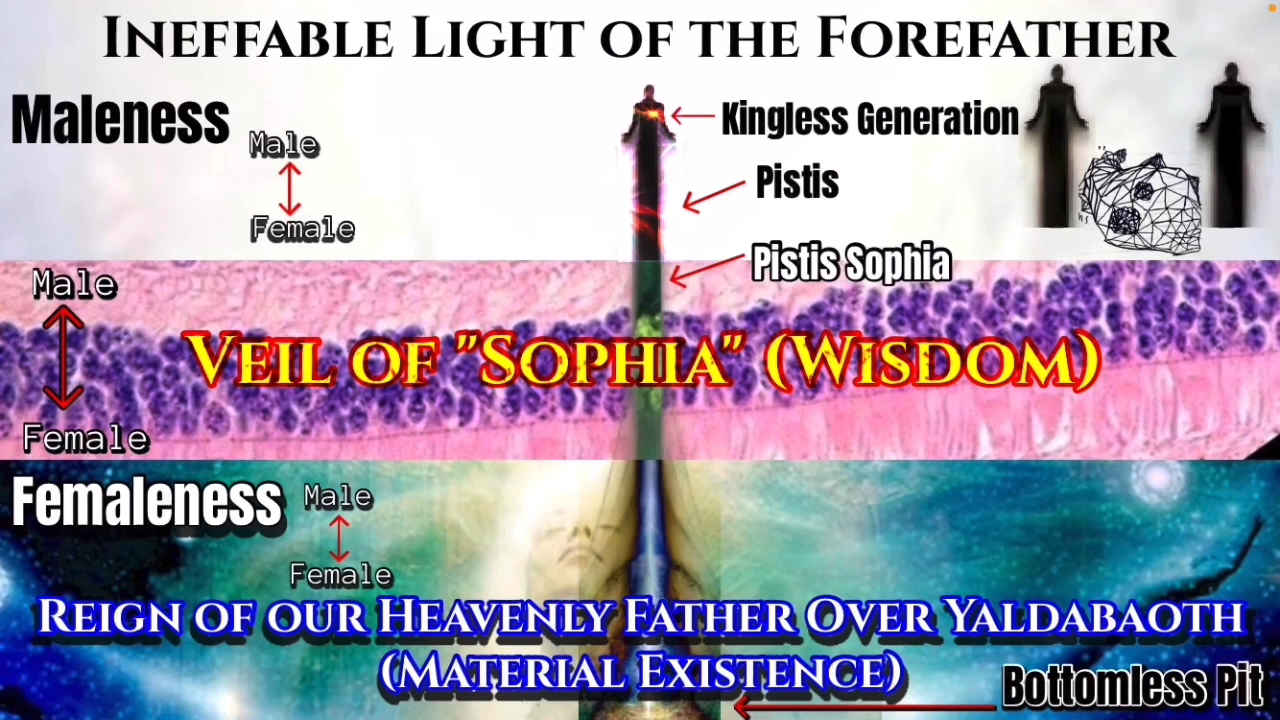 Ineffable Light of the Forefather
Maleness
Male
Female
Kingless Generation
Pistis
Pistis Sophia
Male
Female
Veil of "Sophia" (Wisdom)
Femaleness
Male
Female
Reign of our Heavenly Father Over Yaldabaoth
(Material Existence)
Bottomless Pit